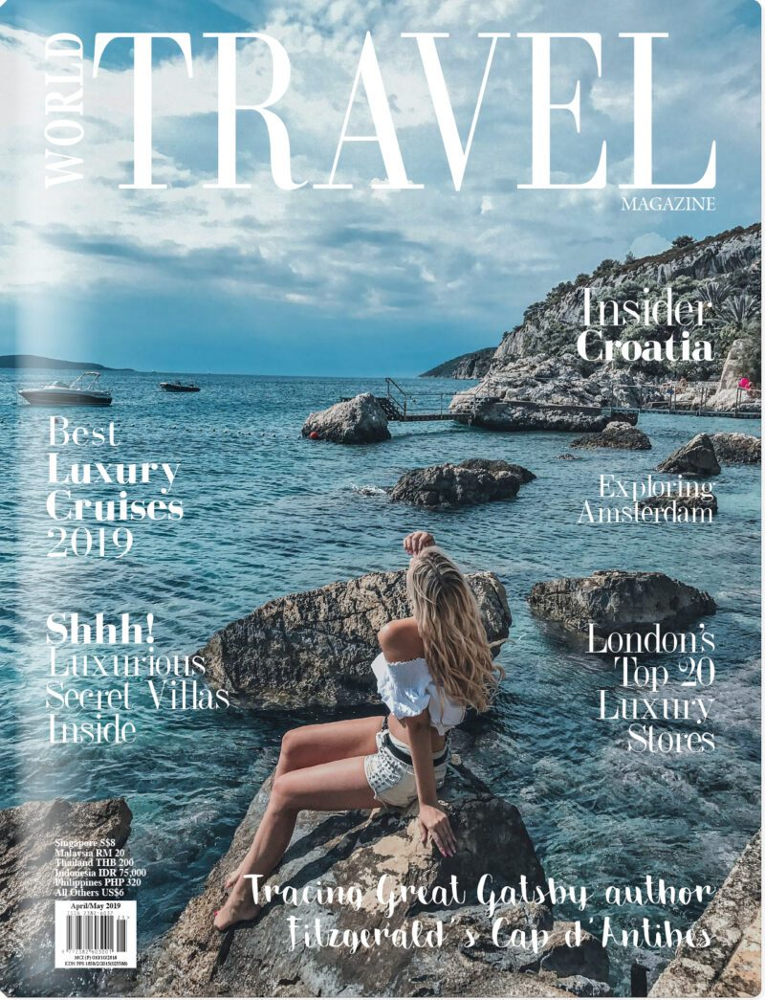 WORLD
TRAVEL
MAGAZINE
Insider
Croatia
Best
Luxury
Cruises
2019
Exploring
Amsterdam
Shhh!
Luxurious
Secret Villas
Inside
London's
Top 20
Luxury
Stores
Singapore S$8
Malaysia RM 20
Thailand THB 200
Indonesia IDR 75,000
Philippines PHP 320
All Others US$6
Tracing Great Gatsby author
Fitzgerald's Cap d'Antibes
April/May 2019